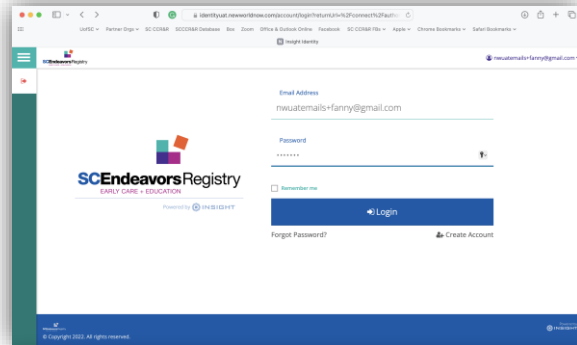 identityuat.newworldnow.com/account/login?returnUrl=%2Fconnect%2Fautho
UofSC Partner Orgs SC CCR&R SCCCR&R Database Box Zoom Office & Outlook Online Facebook SC CCR&R FBs Apple Chrome Bookmarks Safari Bookmarks
Insight Identity
SCEndeavorsRegistry
nwuatemails+fanny@gmail.com
Email Address
nwuatemails+fanny@gmail.com
Password
•••••••
SCEndeavorsRegistry
EARLY CARE + EDUCATION
Powered by INSIGHT
Remember me
Login
Forgot Password? Create Account
INSIGHT
© Copyright 2022. All rights reserved.